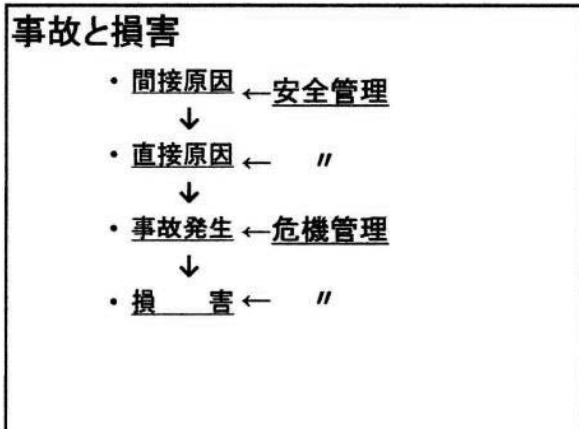 事故と損害
・間接原因←安全管理
↓
・直接原因← 〃
↓
・事故発生←危機管理
↓
・損　害← 〃